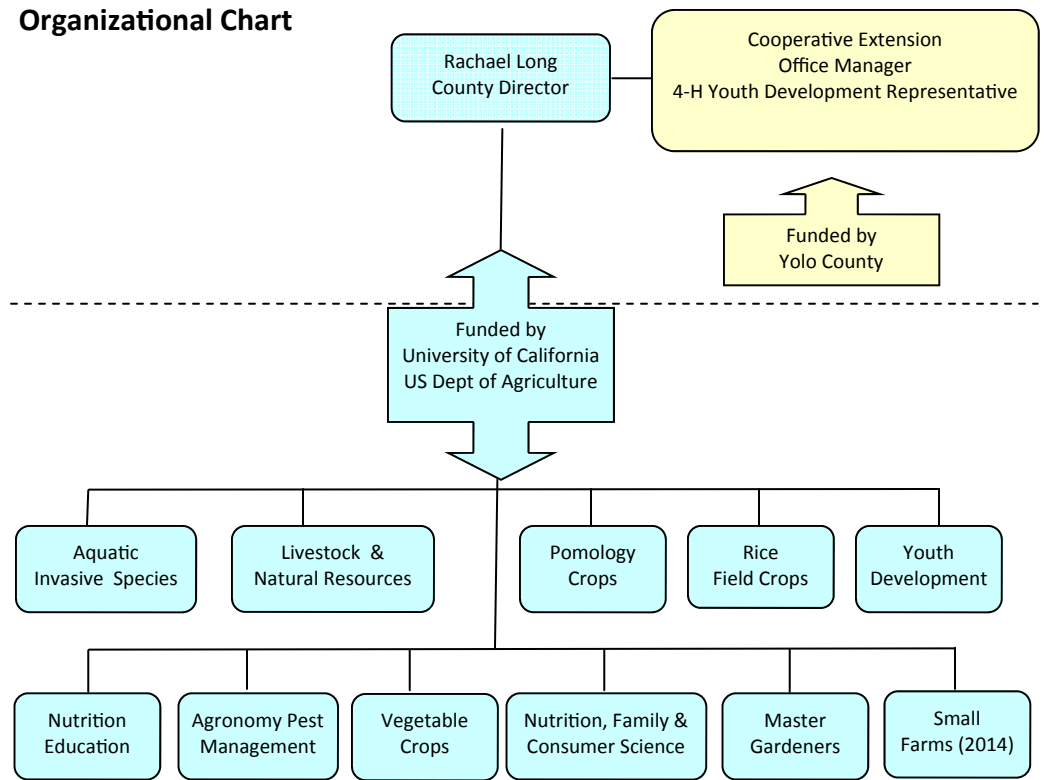 Organizational Chart
Rachael Long
County Director
Cooperative Extension
Office Manager
4-H Youth Development Representative
Funded by
Yolo County
Funded by
University of California
US Dept of Agriculture
Aquatic
Invasive Species
Livestock &
Natural Resources
Pomology
Crops
Rice
Field Crops
Youth
Development
Nutrition
Education
Agronomy Pest
Management
Vegetable
Crops
Nutrition, Family &
Consumer Science
Master
Gardeners
Small
Farms (2014)